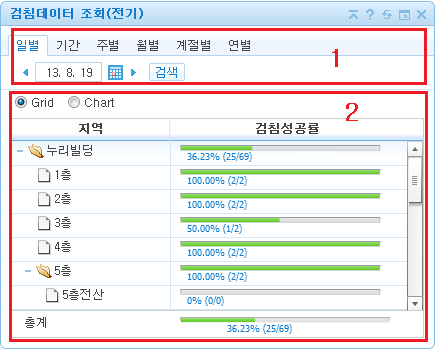 검침데이터 조회(전기)
일별 기간 주별 월별 계절별 연별
1
13. 8. 19 검색
Grid Chart
2
지역 검침성공률
누리빌딩 36.23% (25/69)
1층 100.00% (2/2)
2층 100.00% (2/2)
3층 50.00% (1/2)
4층 100.00% (2/2)
5층 100.00% (2/2)
5층전산 0% (0/0)
총계 36.23% (25/69)